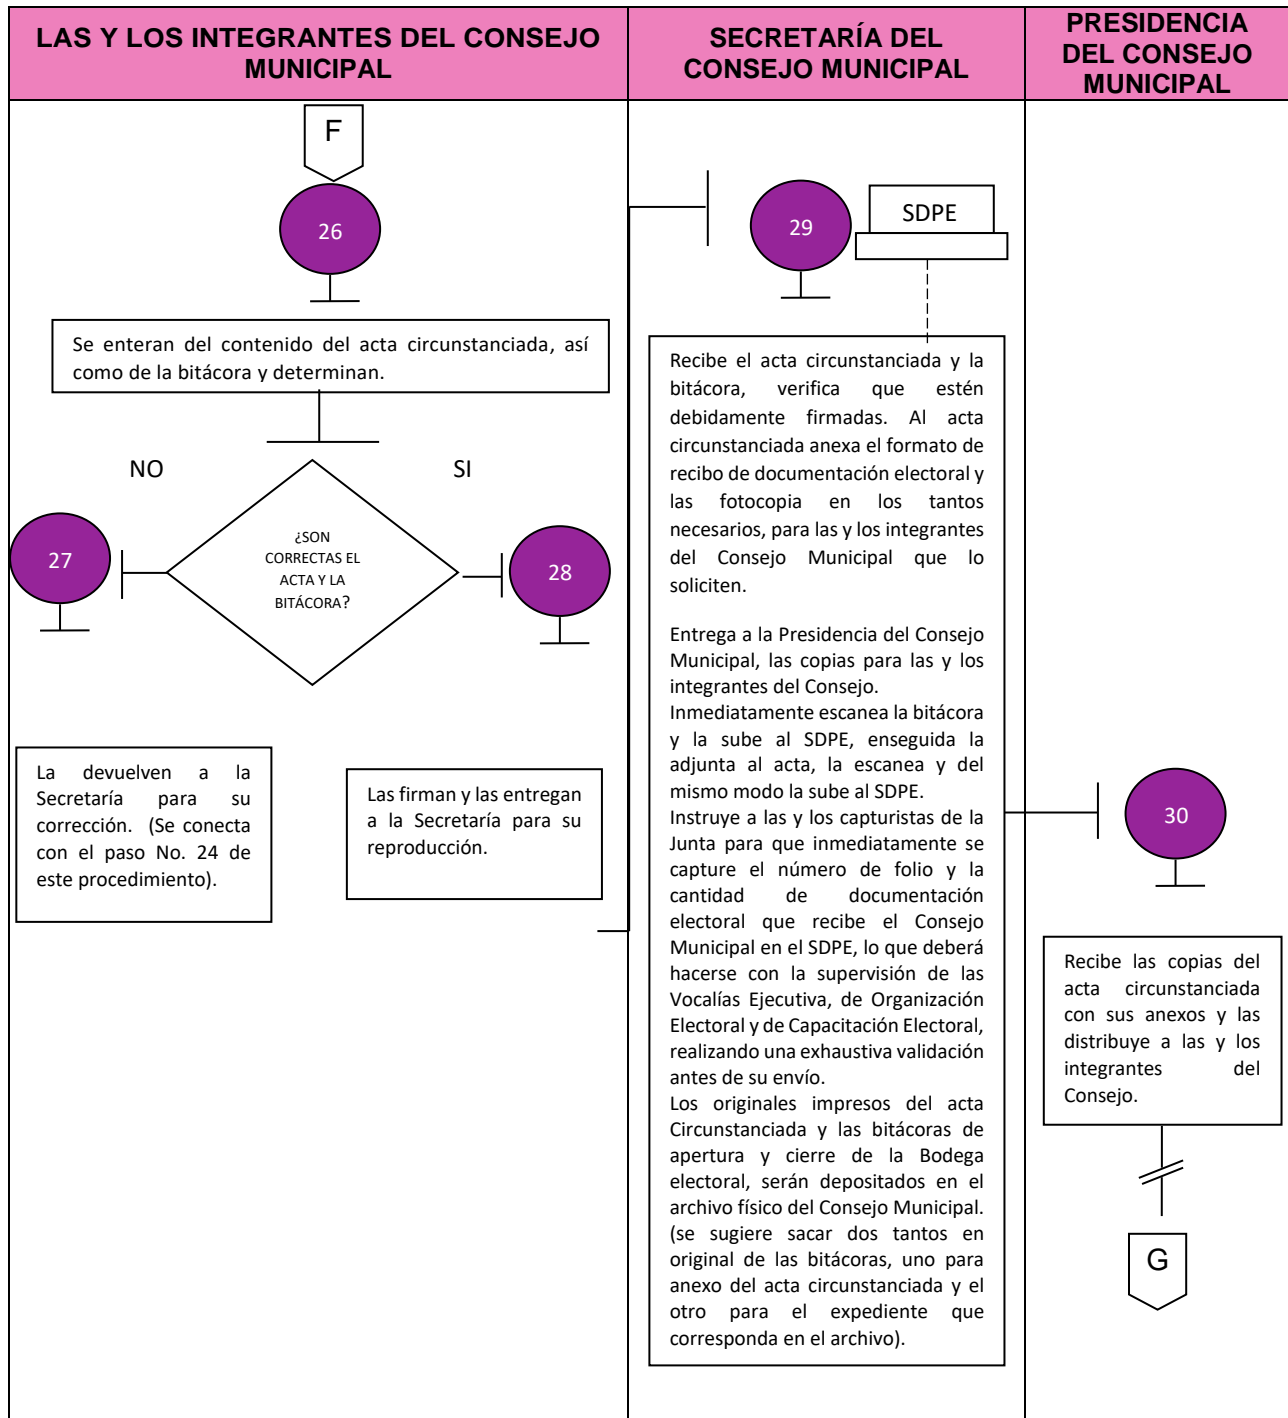 LAS Y LOS INTEGRANTES DEL CONSEJO
MUNICIPAL
SECRETARÍA DEL
CONSEJO MUNICIPAL
PRESIDENCIA
DEL CONSEJO
MUNICIPAL
F
26
Se enteran del contenido del acta circunstanciada, así
como de la bitácora y determinan.
NO
SI
¿SON
CORRECTAS EL
ACTA Y LA
BITÁCORA?
27
28
La devuelven a la
Secretaría para su
corrección. (Se conecta
con el paso No. 24 de
este procedimiento).
Las firman y las entregan
a la Secretaría para su
reproducción.
29
SDPE
Recibe el acta circunstanciada y la
bitácora, verifica que estén
debidamente firmadas. Al acta
circunstanciada anexa el formato de
recibo de documentación electoral y
las fotocopia en los tantos
necesarios, para las y los integrantes
del Consejo Municipal que lo
soliciten.
Entrega a la Presidencia del Consejo
Municipal, las copias para las y los
integrantes del Consejo.
Inmediatamente escanea la bitácora
y la sube al SDPE, enseguida la
adjunta al acta, la escanea y del
mismo modo la sube al SDPE.
Instruye a las y los capturistas de la
Junta para que inmediatamente se
capture el número de folio y la
cantidad de documentación
electoral que recibe el Consejo
Municipal en el SDPE, lo que deberá
hacerse con la supervisión de las
Vocalías Ejecutiva, de Organización
Electoral y de Capacitación Electoral,
realizando una exhaustiva validación
antes de su envío.
Los originales impresos del acta
Circunstanciada y las bitácoras de
apertura y cierre de la Bodega
electoral, serán depositados en el
archivo físico del Consejo Municipal.
(se sugiere sacar dos tantos en
original de las bitácoras, uno para
anexo del acta circunstanciada y el
otro para el expediente que
corresponda en el archivo).
30
Recibe las copias del
acta circunstanciada
con sus anexos y las
distribuye a las y los
integrantes del
Consejo.
G